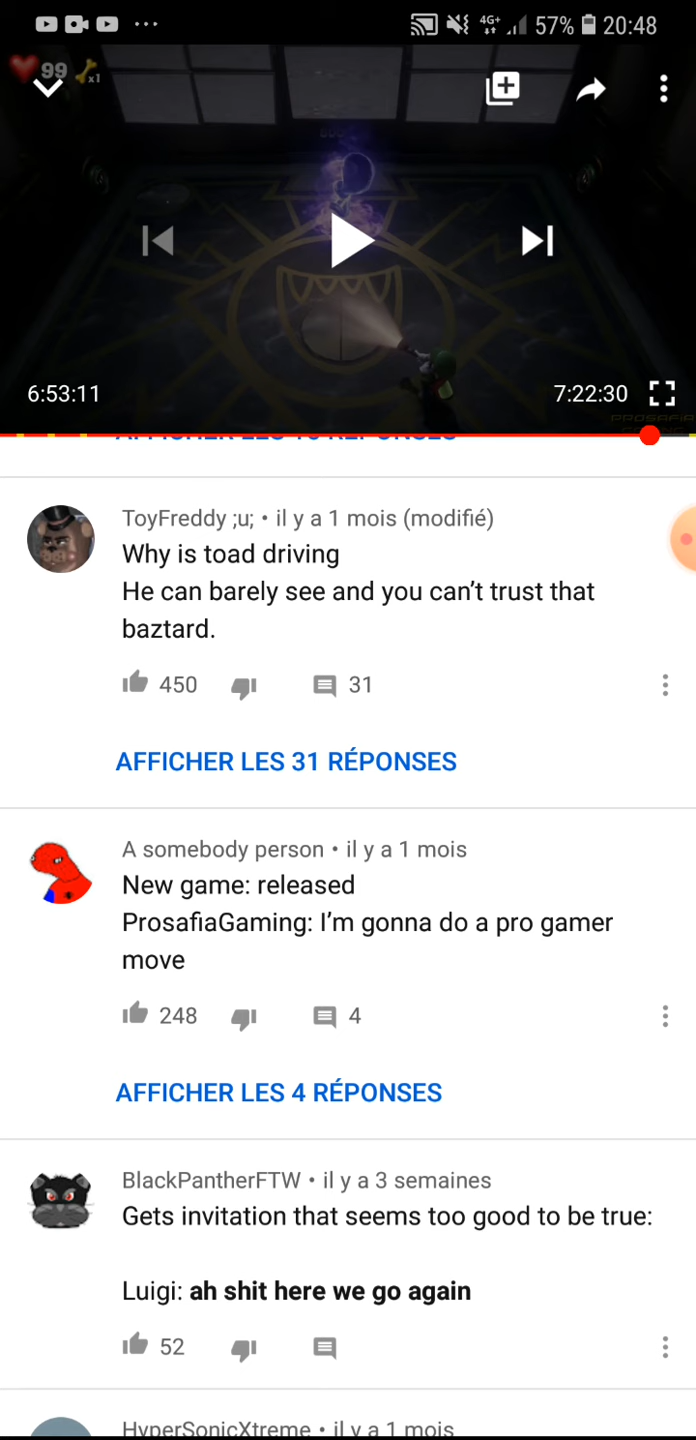 4G+ 57% 20:48
99
x1
6:53:11
7:22:30
PROSAFIA
GAMING
ToyFreddy ;u; • il y a 1 mois (modifié)
Why is toad driving
He can barely see and you can’t trust that
baztard.
450 31
AFFICHER LES 31 RÉPONSES
A somebody person • il y a 1 mois
New game: released
ProsafiaGaming: I’m gonna do a pro gamer
move
248 4
AFFICHER LES 4 RÉPONSES
BlackPantherFTW • il y a 3 semaines
Gets invitation that seems too good to be true:
Luigi: ah shit here we go again
52
HyperSonicXtreme • il y a 1 mois